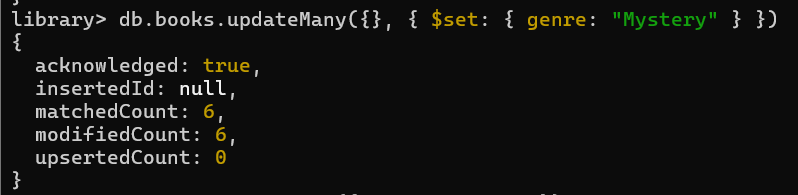 library> db.books.updateMany({}, { $set: { genre: "Mystery" } })
{
  acknowledged: true,
  insertedId: null,
  matchedCount: 6,
  modifiedCount: 6,
  upsertedCount: 0
}